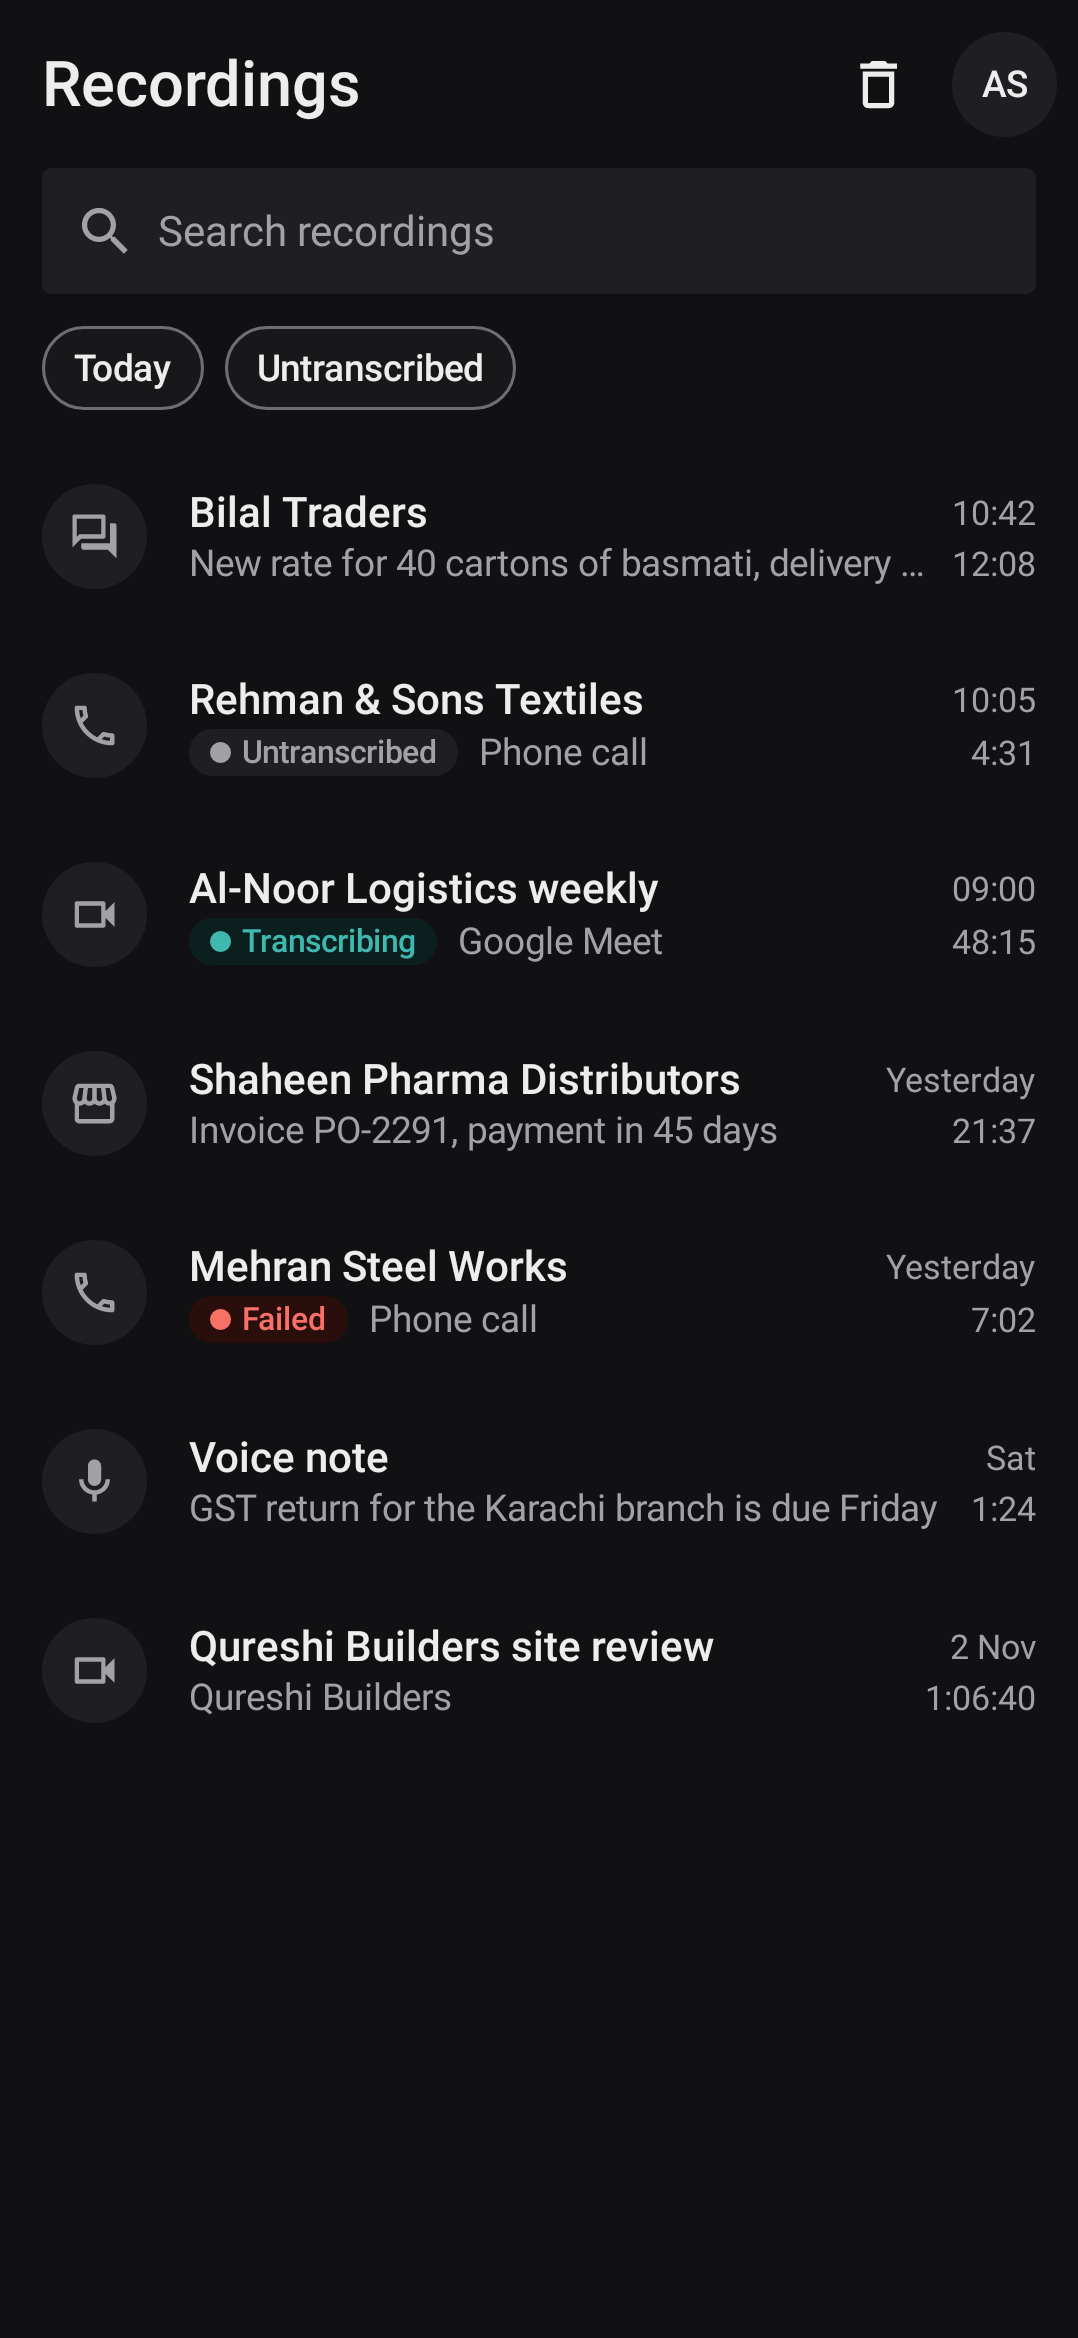 Recordings
AS
Search recordings
Today
Untranscribed
Bilal Traders 10:42
New rate for 40 cartons of basmati, delivery ... 12:08
Rehman & Sons Textiles 10:05
Untranscribed Phone call 4:31
Al-Noor Logistics weekly 09:00
Transcribing Google Meet 48:15
Shaheen Pharma Distributors Yesterday
Invoice PO-2291, payment in 45 days 21:37
Mehran Steel Works Yesterday
Failed Phone call 7:02
Voice note Sat
GST return for the Karachi branch is due Friday 1:24
Qureshi Builders site review 2 Nov
Qureshi Builders 1:06:40